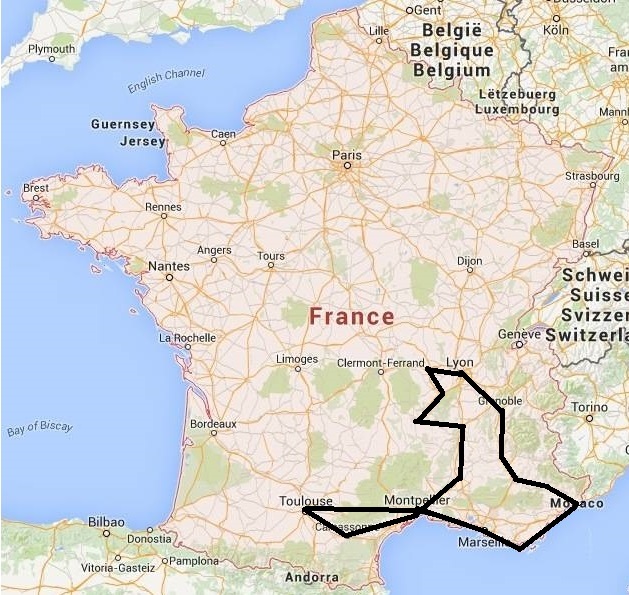 Gent
Köln
Lille
België
Belgique
Belgium
Plymouth
English Channel
Lëtzebuerg
Luxembourg
Guernsey
Jersey
Caen
Paris
Strasbourg
Brest
Rennes
Angers
Tours
Basel
Nantes
Dijon
Schwei
Suisse
Svizzer
Switzerla
France
La Rochelle
Genève
Limoges
Clermont-Ferrand
Lyon
Grenoble
Torino
Bay of Biscay
Bordeaux
Toulouse
Montpellier
Monaco
Bilbao
Donostia
Carcassonne
Marseill
Vitoria-Gasteiz
Pamplona
Andorra